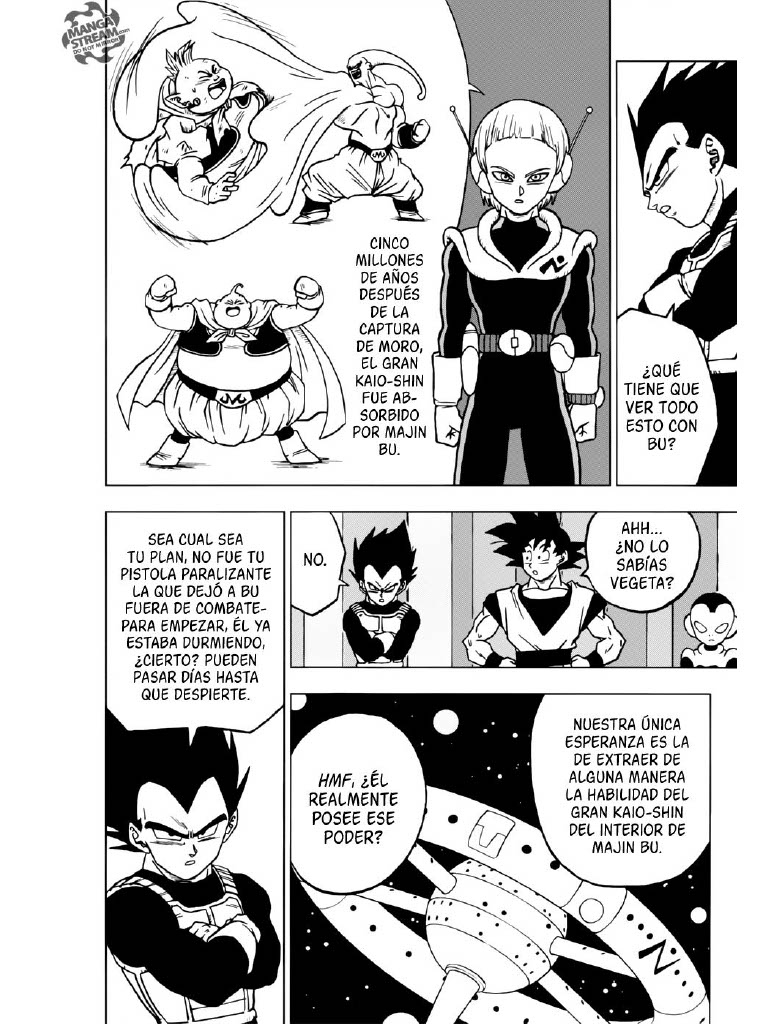 MANGA
STREAM.com
DO NOT MIRROR
¿QUÉ
TIENE QUE
VER TODO
ESTO CON
BU?
CINCO
MILLONES
DE AÑOS
DESPUÉS
DE LA
CAPTURA
DE MORO,
EL GRAN
KAIO-SHIN
FUE AB-
SORBIDO
POR MAJIN
BU.
AHH...
¿NO LO
SABÍAS
VEGETA?
NO.
SEA CUAL SEA
TU PLAN, NO FUE TU
PISTOLA PARALIZANTE
LA QUE DEJÓ A BU
FUERA DE COMBATE-
PARA EMPEZAR, ÉL YA
ESTABA DURMIENDO,
¿CIERTO? PUEDEN
PASAR DÍAS HASTA
QUE DESPIERTE.
NUESTRA ÚNICA
ESPERANZA ES LA
DE EXTRAER DE
ALGUNA MANERA
LA HABILIDAD DEL
GRAN KAIO-SHIN
DEL INTERIOR DE
MAJIN BU.
HMF, ¿ÉL
REALMENTE
POSEE ESE
PODER?